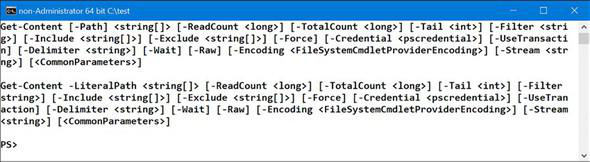 non-Administrator 64 bit C:\test
Get-Content [-Path] <string[]> [-ReadCount <long>] [-TotalCount <long>] [-Tail <int>] [-Filter <stri
g>] [-Include <string[]>] [-Exclude <string[]>] [-Force] [-Credential <pscredential>] [-UseTransacti
n] [-Delimiter <string>] [-Wait] [-Raw] [-Encoding <FileSystemCmdletProviderEncoding>] [-Stream <str
ng>] [<CommonParameters>]
Get-Content -LiteralPath <string[]> [-ReadCount <long>] [-TotalCount <long>] [-Tail <int>] [-Filter
string>] [-Include <string[]>] [-Exclude <string[]>] [-Force] [-Credential <pscredential>] [-UseTran
action] [-Delimiter <string>] [-Wait] [-Raw] [-Encoding <FileSystemCmdletProviderEncoding>] [-Stream
<string>] [<CommonParameters>]
PS>